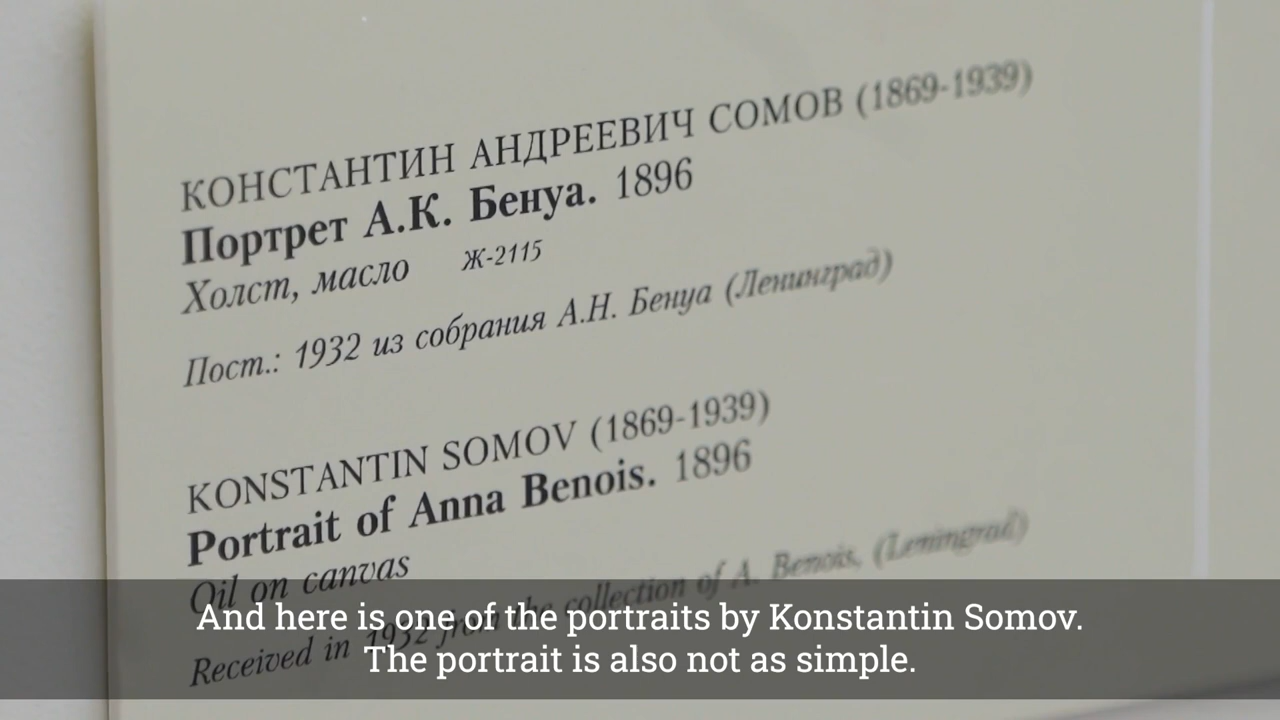 КОНСТАНТИН АНДРЕЕВИЧ СОМОВ (1869-1939)
Портрет А.К. Бенуа. 1896
Холст, масло Ж-2115
Пост.: 1932 из собрания А.Н. Бенуа (Ленинград)
KONSTANTIN SOMOV (1869-1939)
Portrait of Anna Benois. 1896
Oil on canvas
Received in 1932 from the collection of A. Benois, (Leningrad)
And here is one of the portraits by Konstantin Somov.
The portrait is also not as simple.